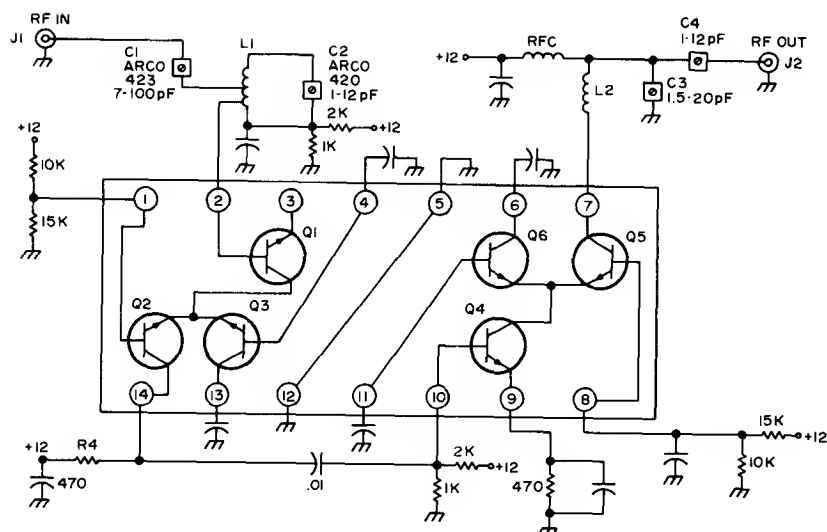 RF IN
J1
C1
ARCO
423
7-100pF
L1
C2
ARCO
420
1-12pF
2K
+12
1K
+12
RFC
C4
1-12pF
RF OUT
J2
L2
C3
1.5-20pF
+12
10K
15K
1
2
3
4
5
6
7
Q1
Q2
Q3
Q6
Q5
Q4
14
13
12
11
10
9
8
+12
R4
470
.01
2K
+12
1K
470
15K
+12
10K